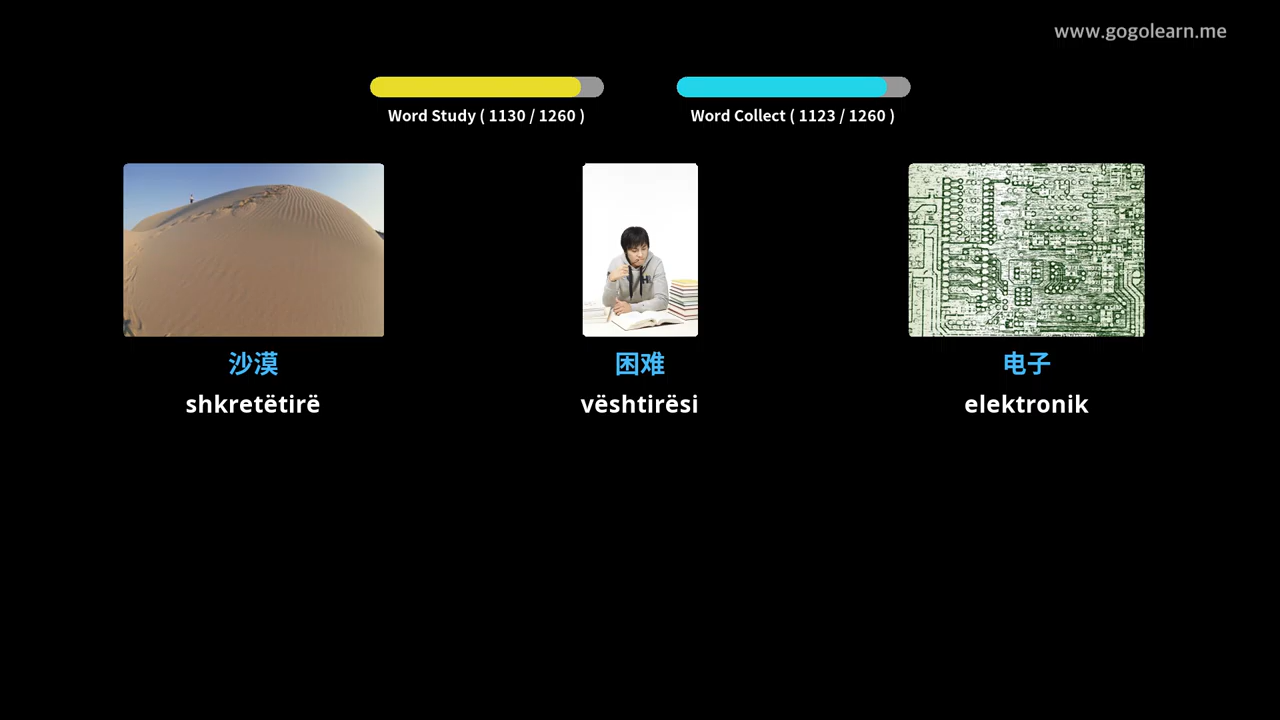 www.gogolearn.me
Word Study ( 1130 / 1260 )
Word Collect ( 1123 / 1260 )
沙漠
困难
电子
shkretëtirë
vështirësi
elektronik